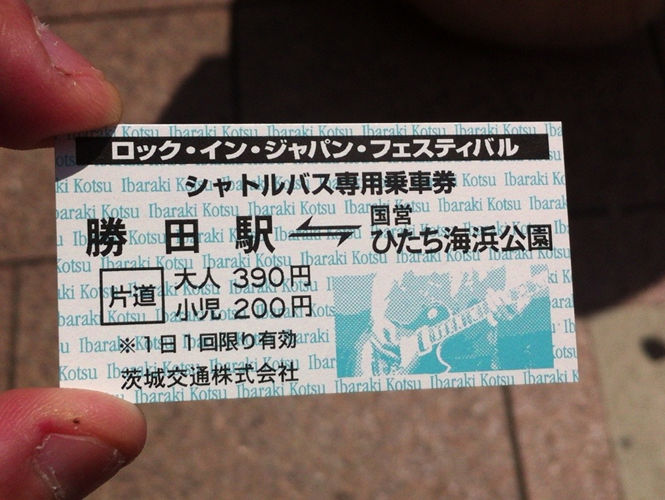 ロック・イン・ジャパン・フェスティバル
シャトルバス専用乗車券
勝田駅 ⇌ 国営ひたち海浜公園
片道
大人 390円
小児 200円
※1日1回限り有効
茨城交通株式会社
Ibaraki Kotsu